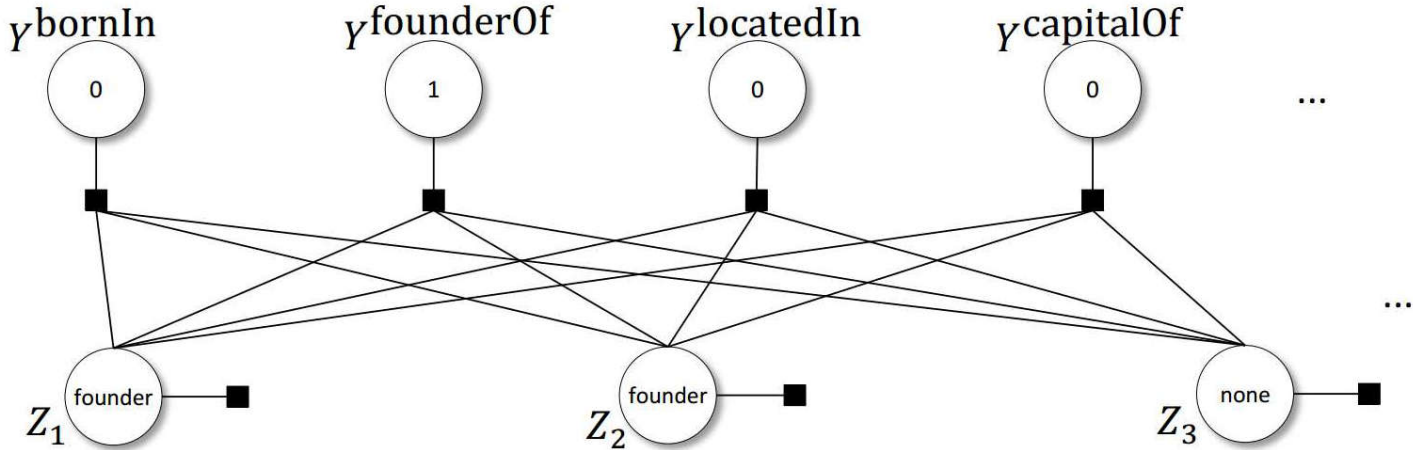 Y^bornIn Y^founderOf Y^locatedIn Y^capitalOf
0 1 0 0 ...
...
founder founder none
Z_1 Z_2 Z_3